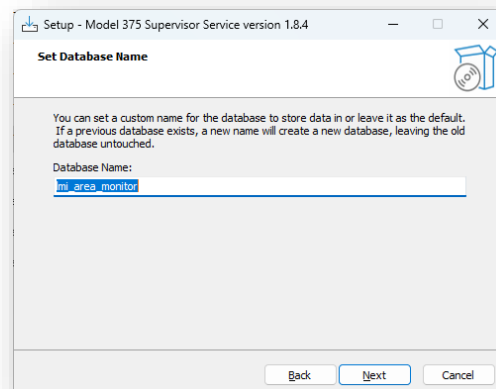 Setup - Model 375 Supervisor Service version 1.8.4
Set Database Name
You can set a custom name for the database to store data in or leave it as the default.
If a previous database exists, a new name will create a new database, leaving the old
database untouched.
Database Name:
lmi_area_monitor
Back
Next
Cancel